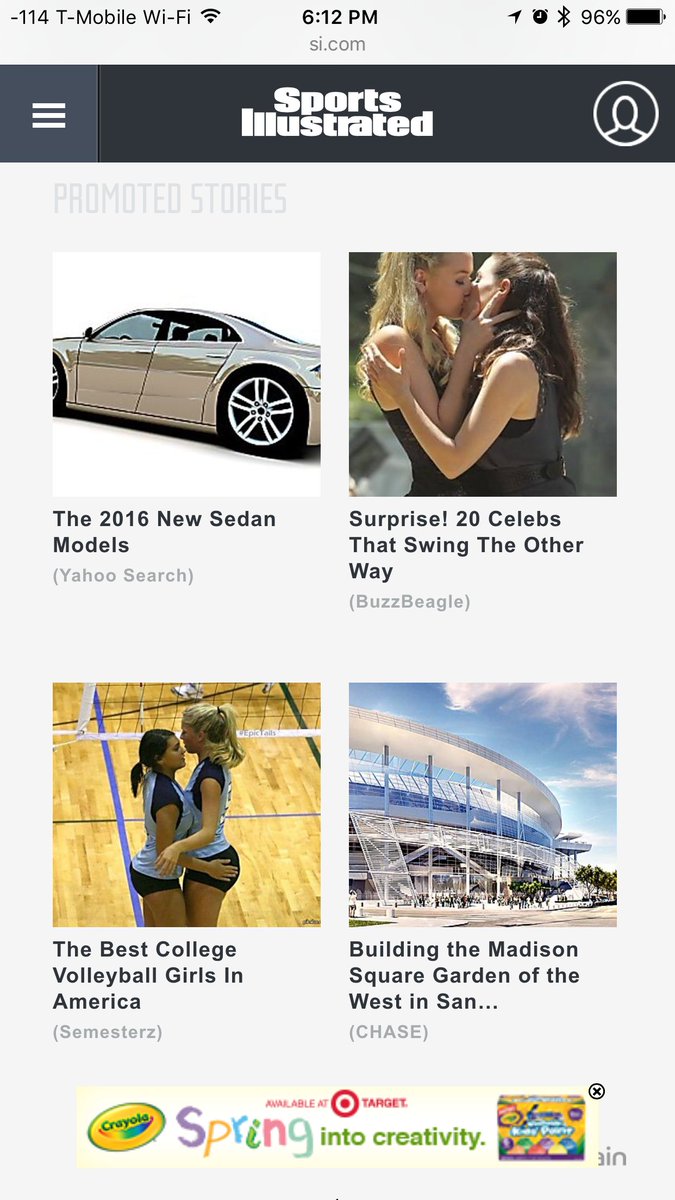 -114 T-Mobile Wi-Fi 6:12 PM 96%
si.com
Sports
Illustrated
PROMOTED STORIES
The 2016 New Sedan
Models
(Yahoo Search)
Surprise! 20 Celebs
That Swing The Other
Way
(BuzzBeagle)
#EpicTails
The Best College
Volleyball Girls In
America
(Semesterz)
Building the Madison
Square Garden of the
West in San...
(CHASE)
Crayola
AVAILABLE AT TARGET.
Spring into creativity.
ain